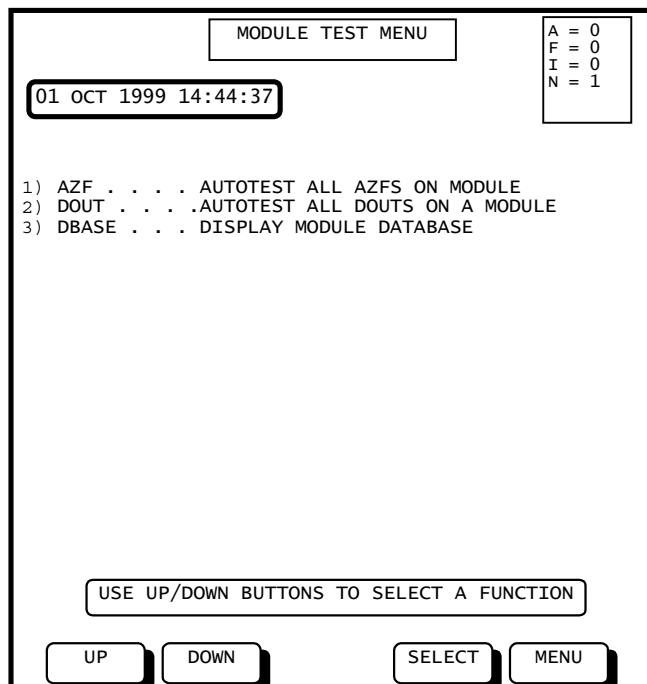 MODULE TEST MENU
A = 0
F = 0
I = 0
N = 1
01 OCT 1999 14:44:37
1) AZF . . . . AUTOTEST ALL AZFS ON MODULE
2) DOUT . . . .AUTOTEST ALL DOUTS ON A MODULE
3) DBASE . . . DISPLAY MODULE DATABASE
USE UP/DOWN BUTTONS TO SELECT A FUNCTION
UP DOWN SELECT MENU